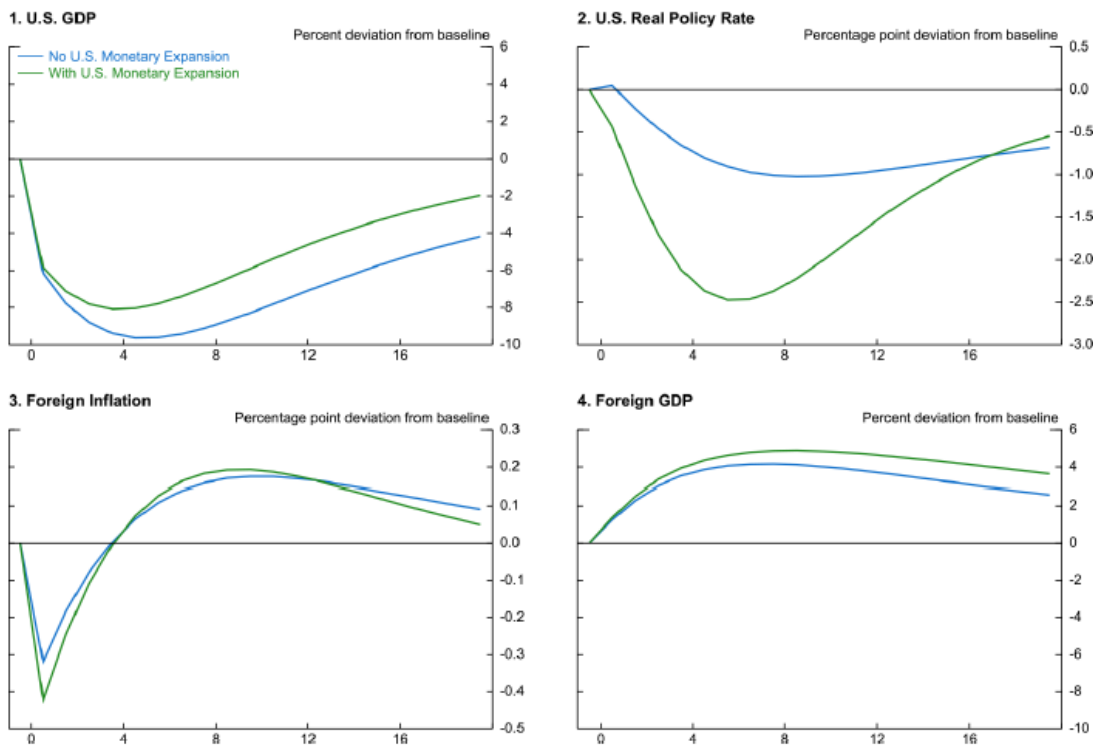 1. U.S. GDP
Percent deviation from baseline
No U.S. Monetary Expansion
With U.S. Monetary Expansion
6
4
2
0
-2
-4
-6
-8
-10
0 4 8 12 16
2. U.S. Real Policy Rate
Percentage point deviation from baseline
0.5
0.0
-0.5
-1.0
-1.5
-2.0
-2.5
-3.0
0 4 8 12 16
3. Foreign Inflation
Percentage point deviation from baseline
0.3
0.2
0.1
0.0
-0.1
-0.2
-0.3
-0.4
-0.5
0 4 8 12 16
4. Foreign GDP
Percent deviation from baseline
6
4
2
0
-2
-4
-6
-8
-10
0 4 8 12 16